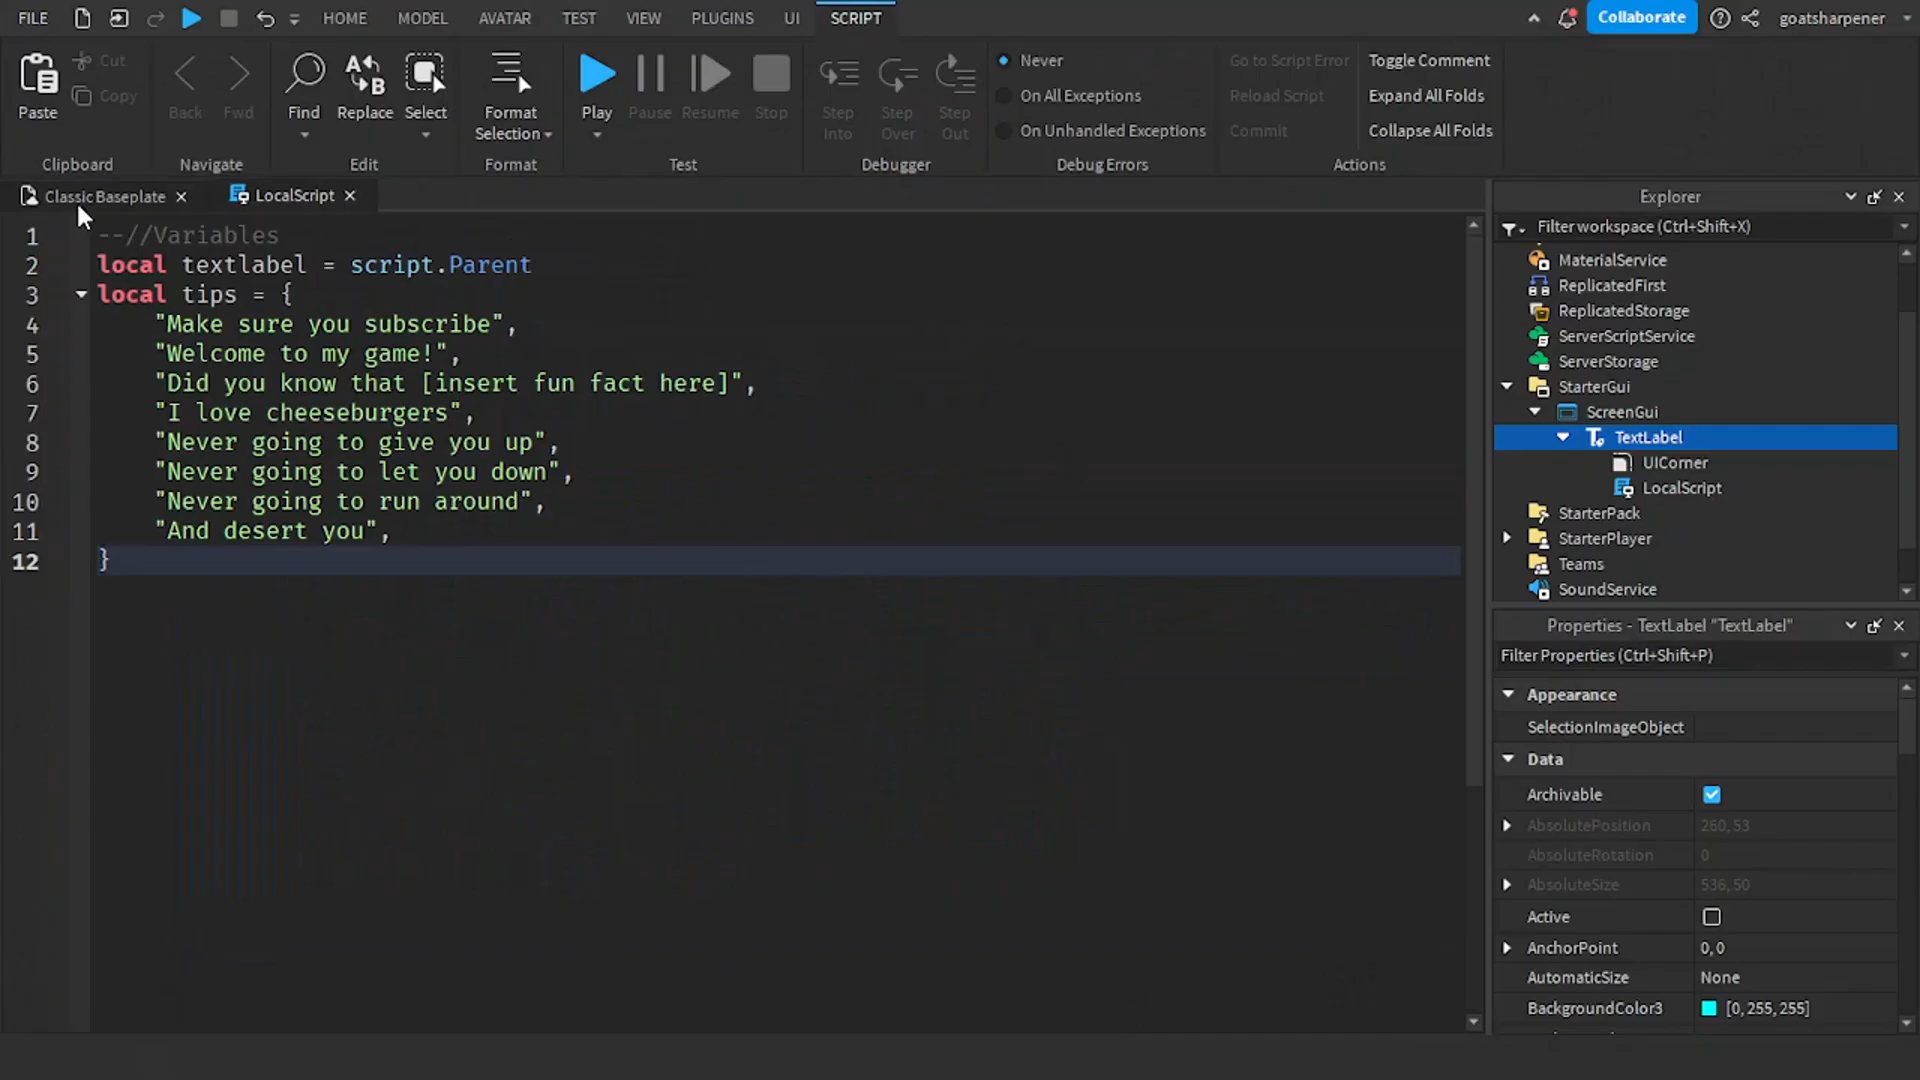 FILE HOME MODEL AVATAR TEST VIEW PLUGINS UI SCRIPT Collaborate goatsharpener
Paste Cut Copy
Clipboard
Back Fwd
Navigate
Find Replace Select
Edit
Format Selection
Format
Play Pause Resume Stop
Test
Step Into Step Over Step Out
Debugger
Never
On All Exceptions
On Unhandled Exceptions
Debug Errors
Go to Script Error Toggle Comment
Reload Script Expand All Folds
Commit Collapse All Folds
Actions
Classic Baseplate LocalScript
1 --//Variables
2 local textlabel = script.Parent
3 local tips = {
4 "Make sure you subscribe",
5 "Welcome to my game!",
6 "Did you know that [insert fun fact here]",
7 "I love cheeseburgers",
8 "Never going to give you up",
9 "Never going to let you down",
10 "Never going to run around",
11 "And desert you",
12 }
Explorer
Filter workspace (Ctrl+Shift+X)
MaterialService
ReplicatedFirst
ReplicatedStorage
ServerScriptService
ServerStorage
StarterGui
ScreenGui
TextLabel
UICorner
LocalScript
StarterPack
StarterPlayer
Teams
SoundService
Properties - TextLabel "TextLabel"
Filter Properties (Ctrl+Shift+P)
Appearance
SelectionImageObject
Data
Archivable
AbsolutePosition 260,53
AbsoluteRotation 0
AbsoluteSize 536,50
Active
AnchorPoint 0,0
AutomaticSize None
BackgroundColor3 [0,255,255]